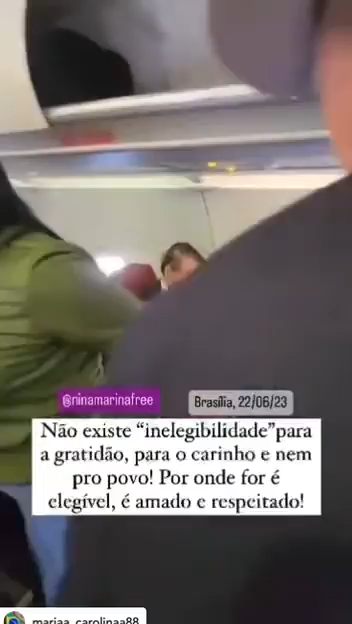 @ninamarinafree
Brasília, 22/06/23
Não existe “inelegibilidade”para
a gratidão, para o carinho e nem
pro povo! Por onde for é
elegível, é amado e respeitado!
mariaa_carolinaa88